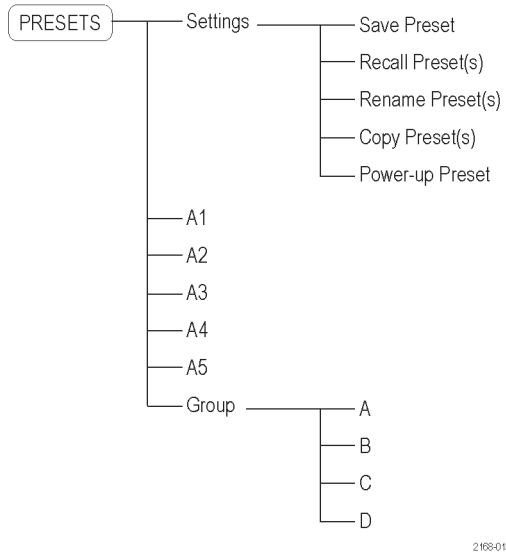 PRESETS
Settings
Save Preset
Recall Preset(s)
Rename Preset(s)
Copy Preset(s)
Power-up Preset
A1
A2
A3
A4
A5
Group
A
B
C
D
2168-01